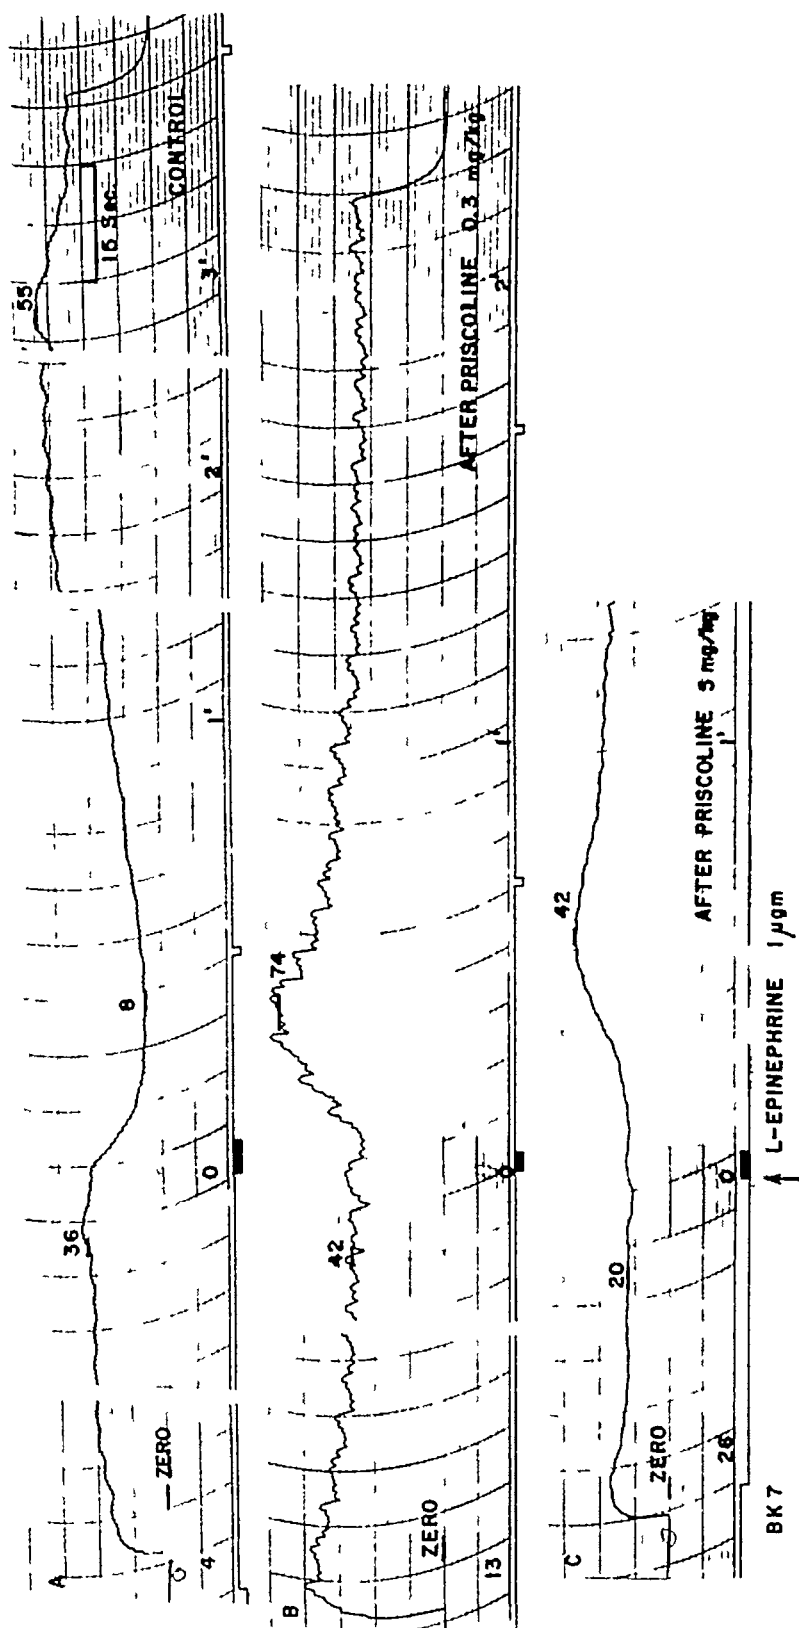 A
4
ZERO
36
0
8
1'
2'
55
3'
15 Sec.
CONTROL
B
13
ZERO
42
0
74
1'
2'
AFTER PRISCOLINE 0.3 mg/kg
C
26
ZERO
20
0
42
1'
AFTER PRISCOLINE 5 mg/kg
BK7
L-EPINEPHRINE 1 µgm